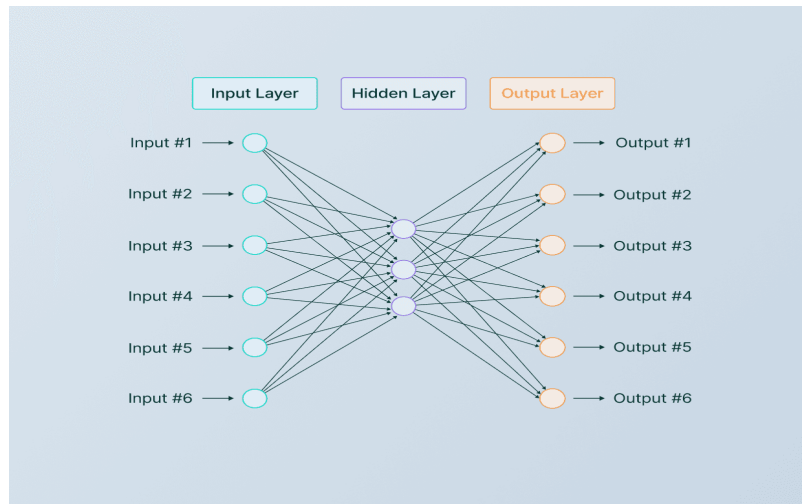 Input Layer
Hidden Layer
Output Layer
Input #1
Output #1
Input #2
Output #2
Input #3
Output #3
Input #4
Output #4
Input #5
Output #5
Input #6
Output #6